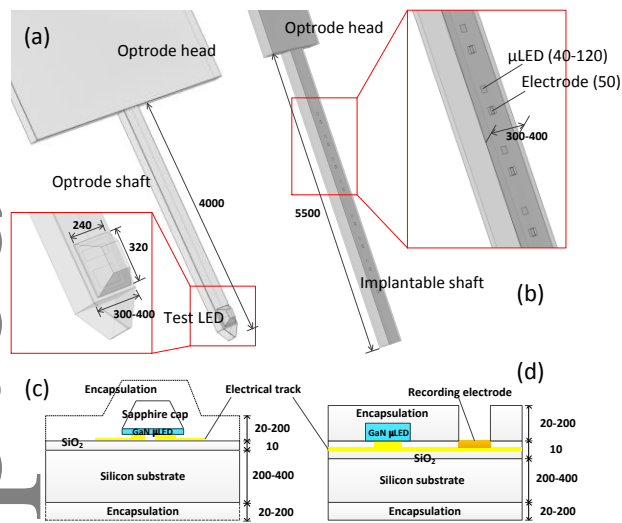 (a)
Optrode head
Optrode shaft
4000
240
320
300-400
Test LED
Optrode head
µLED (40-120)
Electrode (50)
300-400
5500
Implantable shaft
(b)
(c)
Encapsulation
Sapphire cap
GaN µLED
SiO2
Silicon substrate
Encapsulation
20-200
10
200-400
20-200
Electrical track
(d)
Recording electrode
Encapsulation
GaN µLED
SiO2
Silicon substrate
Encapsulation
20-200
10
200-400
20-200